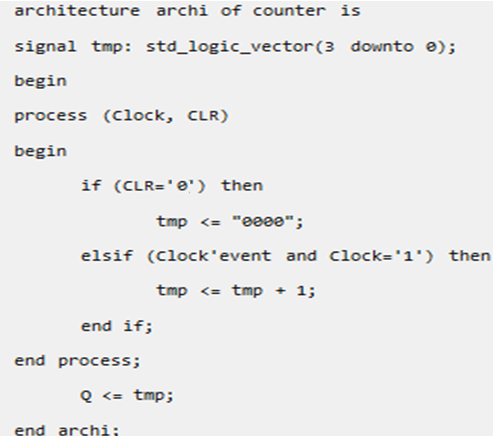 architecture archi of counter is
signal tmp: std_logic_vector(3 downto 0);
begin
process (Clock, CLR)
begin
if (CLR='0') then
tmp <= "0000";
elsif (Clock'event and Clock='1') then
tmp <= tmp + 1;
end if;
end process;
Q <= tmp;
end archi;